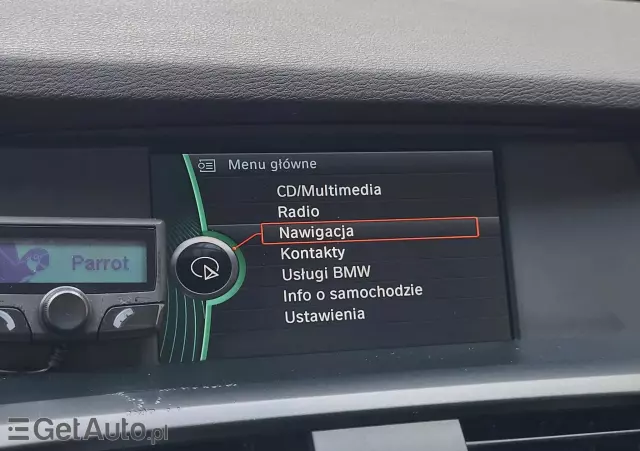 Menu główne
CD/Multimedia
Radio
Nawigacja
Kontakty
Usługi BMW
Info o samochodzie
Ustawienia
Parrot
GetAuto.pl